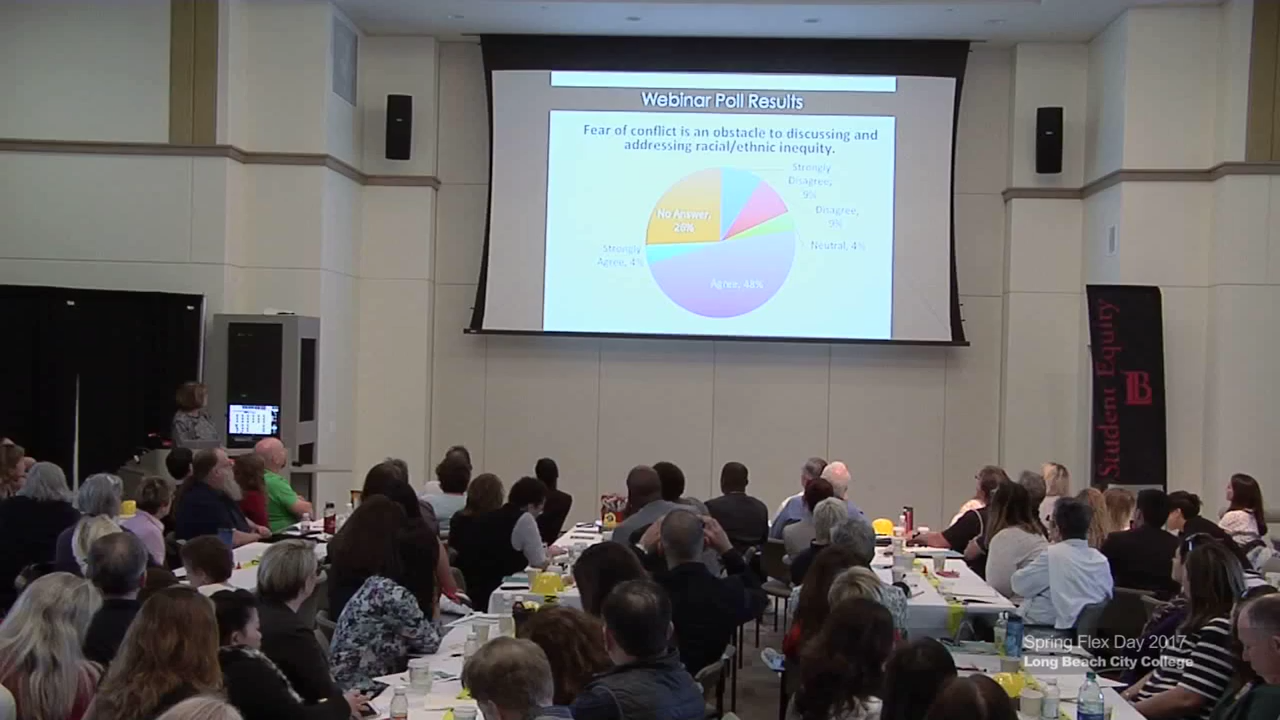 Webinar Poll Results
Fear of conflict is an obstacle to discussing and
addressing racial/ethnic inequity.
Strongly
Disagree,
9%
Disagree,
9%
Neutral, 4%
Agree, 48%
Strongly
Agree, 4%
No Answer,
26%
Student Equity
LB
Spring Flex Day 2017
Long Beach City College